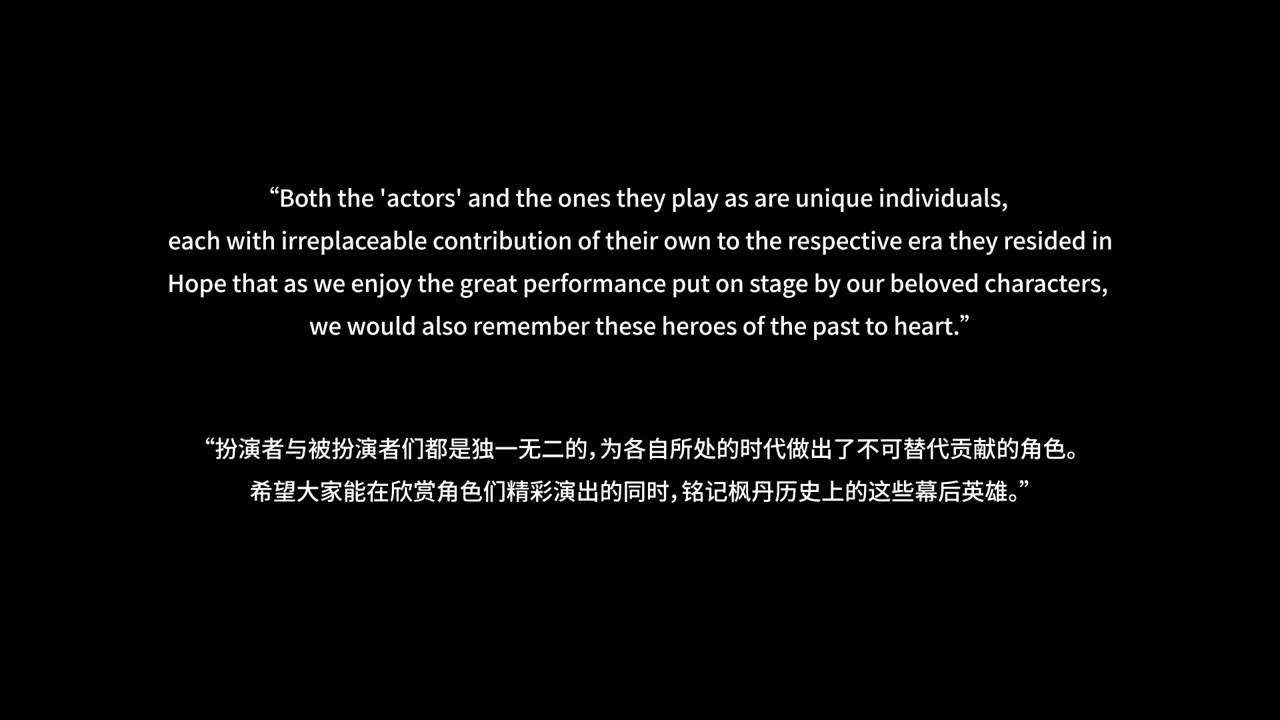 “Both the 'actors' and the ones they play as are unique individuals,
each with irreplaceable contribution of their own to the respective era they resided in
Hope that as we enjoy the great performance put on stage by our beloved characters,
we would also remember these heroes of the past to heart.”
“扮演者与被扮演者们都是独一无二的，为各自所处的时代做出了不可替代贡献的角色。
希望大家能在欣赏角色们精彩演出的同时，铭记枫丹历史上的这些幕后英雄。”